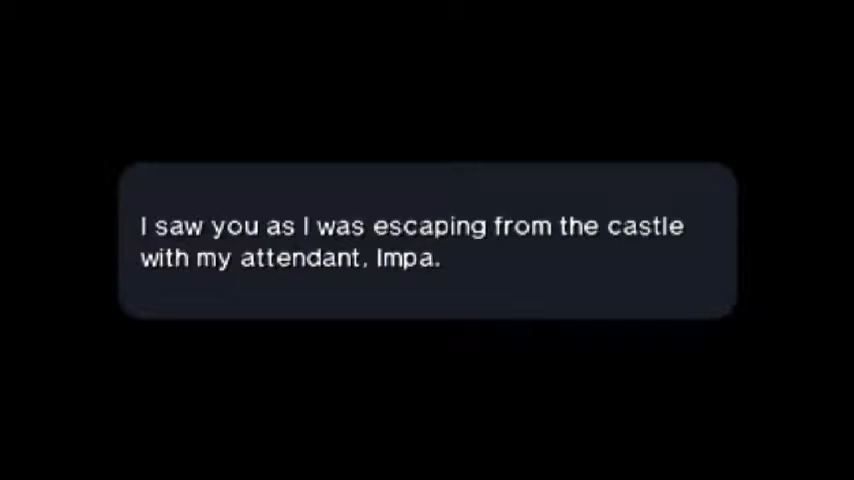 I saw you as I was escaping from the castle
with my attendant, Impa.